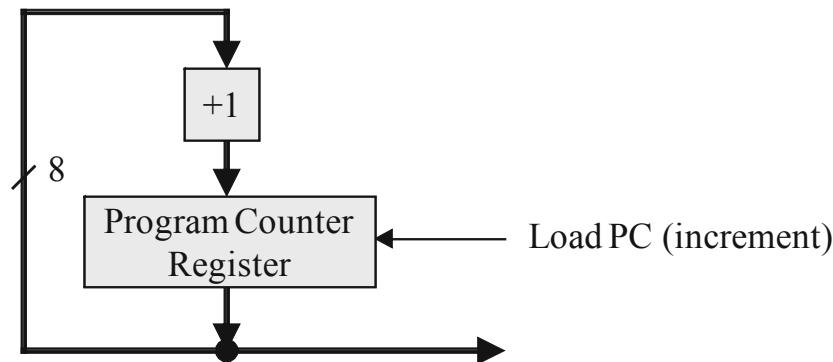 +1
8
Program Counter
Register
Load PC (increment)